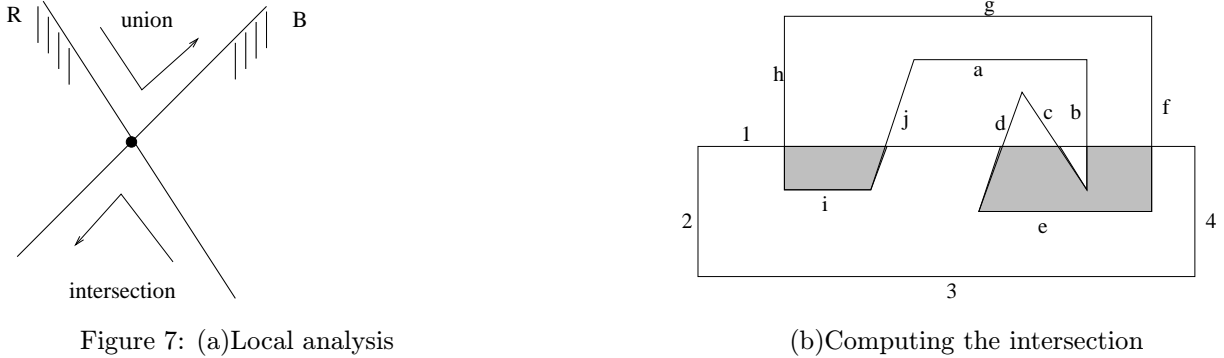 R
union
B
intersection
g
h
a
j
d
c
b
f
1
i
2
e
4
3
Figure 7: (a)Local analysis
(b)Computing the intersection